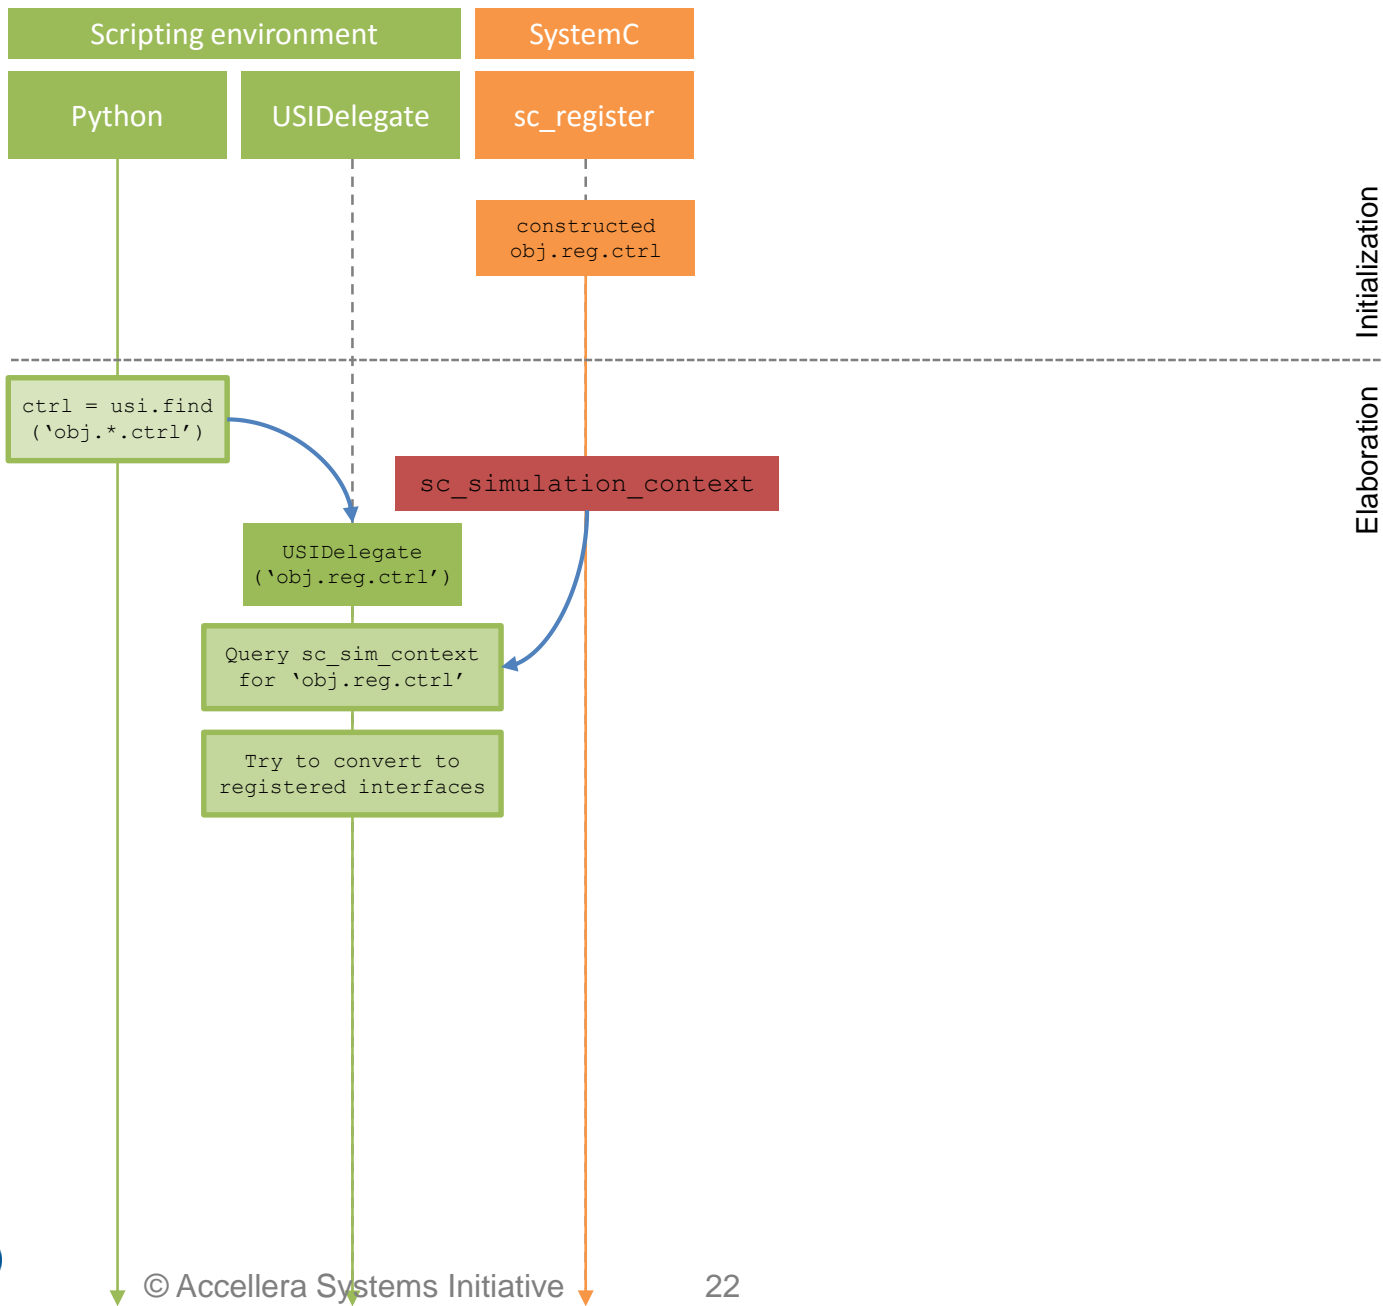 Scripting environment
SystemC
Python
USIDelegate
sc_register
constructed
obj.reg.ctrl
Initialization
ctrl = usi.find
(‘obj.*.ctrl’)
Elaboration
sc_simulation_context
USIDelegate
(‘obj.reg.ctrl’)
Query sc_sim_context
for ‘obj.reg.ctrl’
Try to convert to
registered interfaces
© Accellera Systems Initiative
22